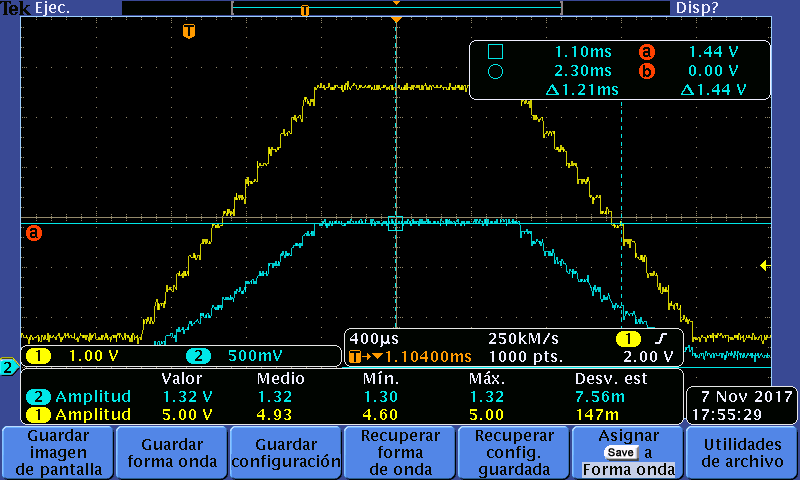 Tek Ejec. T Disp?
T
1.10ms a 1.44 V
2.30ms b 0.00 V
Δ1.21ms Δ1.44 V
a
1 1.00 V 2 500mV
400µs 250kM/s 1 2.00 V
T→▼1.10400ms 1000 pts.
2
Valor Medio Mín. Máx. Desv. est
2 Amplitud 1.32 V 1.32 1.30 1.32 7.56m
1 Amplitud 5.00 V 4.93 4.60 5.00 147m
7 Nov 2017
17:55:29
Guardar
imagen
de pantalla
Guardar
forma onda
Guardar
configuración
Recuperar
forma
de onda
Recuperar
config.
guardada
Asignar
Save a
Forma onda
Utilidades
de archivo